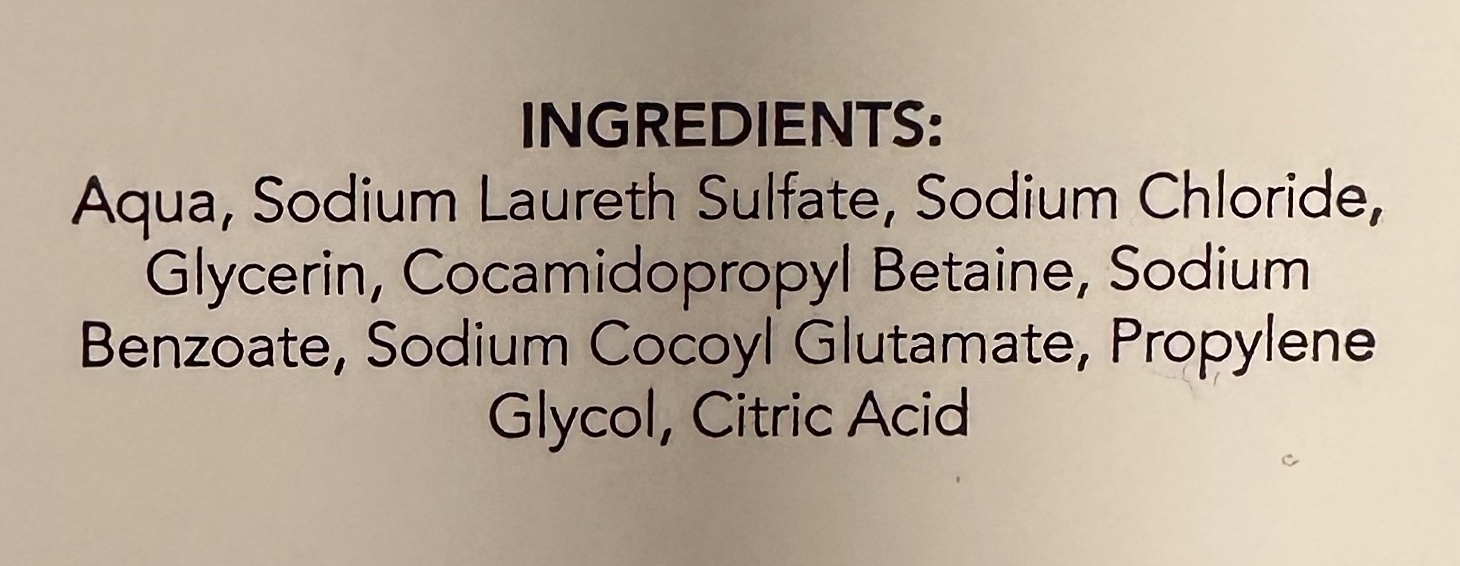 INGREDIENTS:
Aqua, Sodium Laureth Sulfate, Sodium Chloride,
Glycerin, Cocamidopropyl Betaine, Sodium
Benzoate, Sodium Cocoyl Glutamate, Propylene
Glycol, Citric Acid